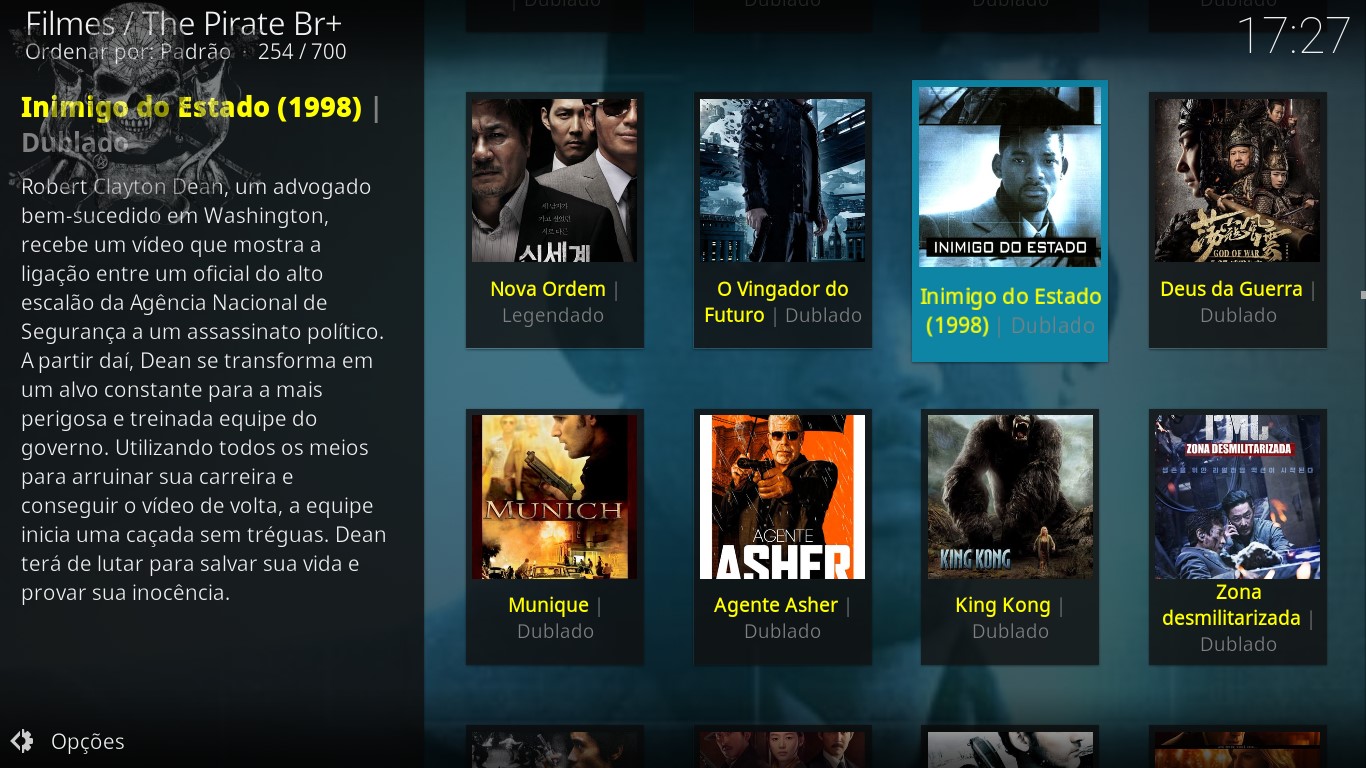 Filmes / The Pirate Br+
Ordenar por: Padrão · 254 / 700
17:27
| Dublado
Dublado
Dublado
Dublado
Inimigo do Estado (1998) |
Dublado
Robert Clayton Dean, um advogado
bem-sucedido em Washington,
recebe um vídeo que mostra a
ligação entre um oficial do alto
escalão da Agência Nacional de
Segurança a um assassinato político.
A partir daí, Dean se transforma em
um alvo constante para a mais
perigosa e treinada equipe do
governo. Utilizando todos os meios
para arruinar sua carreira e
conseguir o vídeo de volta, a equipe
inicia uma caçada sem tréguas. Dean
terá de lutar para salvar sua vida e
provar sua inocência.
신세계
Nova Ordem |
Legendado
O Vingador do
Futuro | Dublado
INIMIGO DO ESTADO
Inimigo do Estado
(1998) | Dublado
蕩寇風雲
GOD OF WAR
Deus da Guerra |
Dublado
MUNICH
Munique |
Dublado
AGENTE
ASHER
Agente Asher |
Dublado
KING KONG
King Kong |
Dublado
ZONA DESMILITARIZADA
Zona
desmilitarizada |
Dublado
Opções